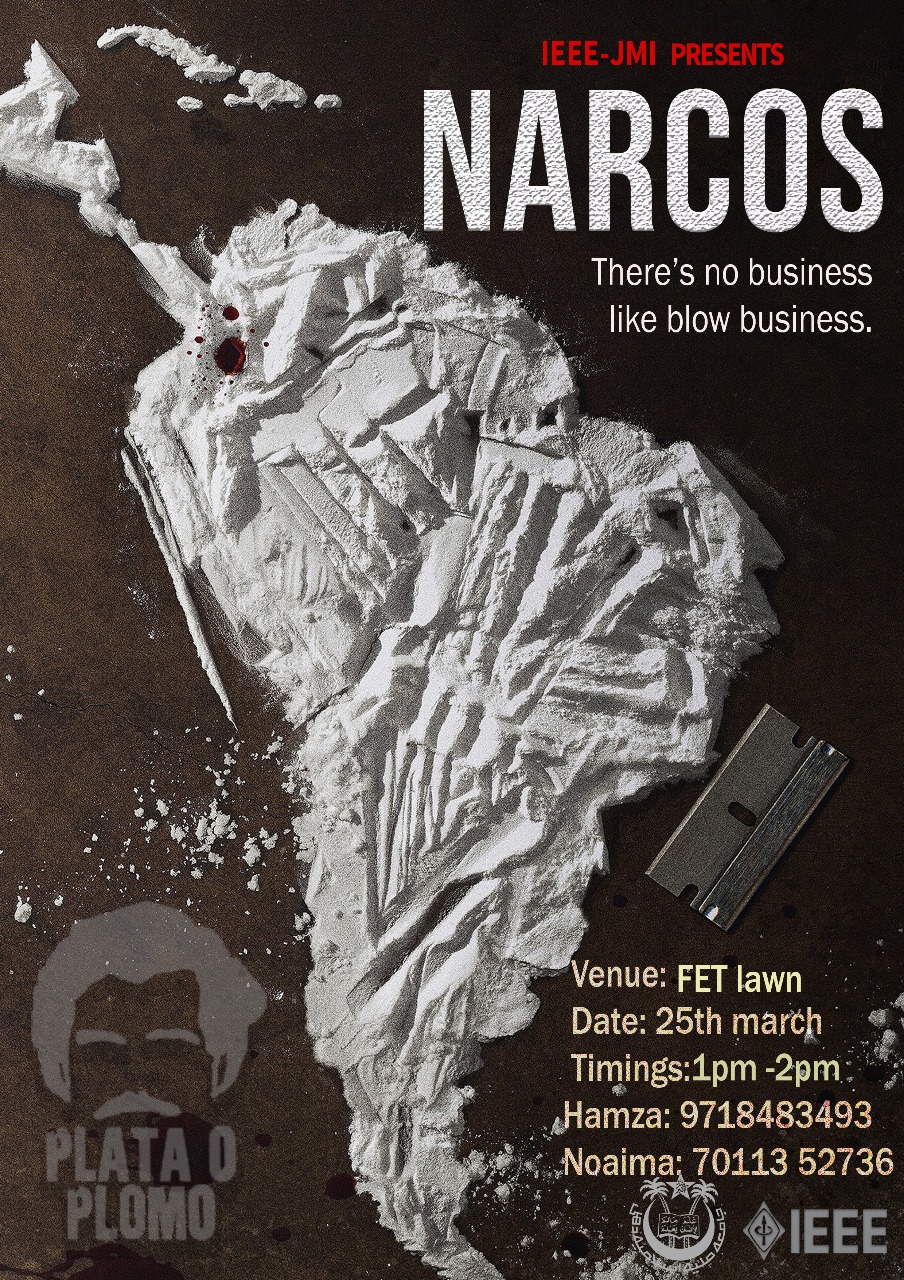 IEEE-JMI PRESENTS
NARCOS
There's no business
like blow business.
Venue: FET lawn
Date: 25th march
Timings:1pm -2pm
Hamza: 9718483493
Noaima: 70113 52736
PLATA O
PLOMO
IEEE